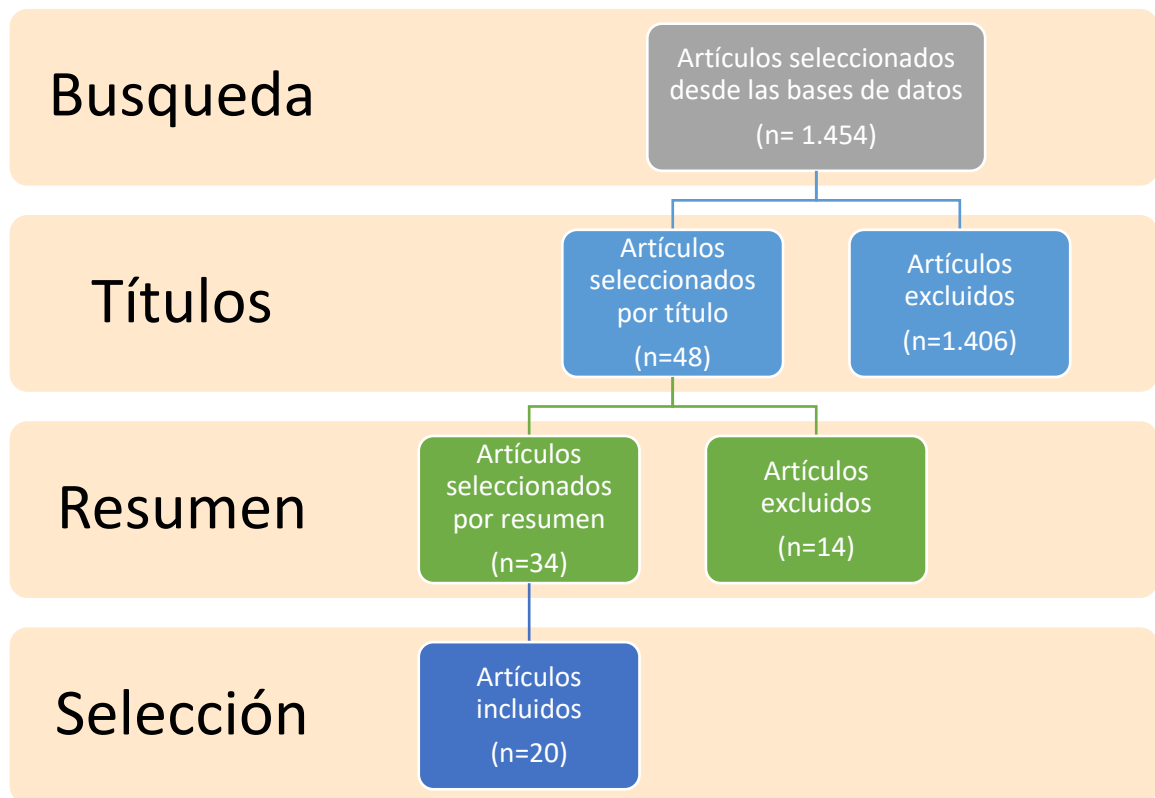 Busqueda
Artículos seleccionados
desde las bases de datos
(n= 1.454)
Títulos
Artículos
seleccionados
por título
(n=48)
Artículos
excluidos
(n=1.406)
Resumen
Artículos
seleccionados
por resumen
(n=34)
Artículos
excluidos
(n=14)
Selección
Artículos
incluidos
(n=20)